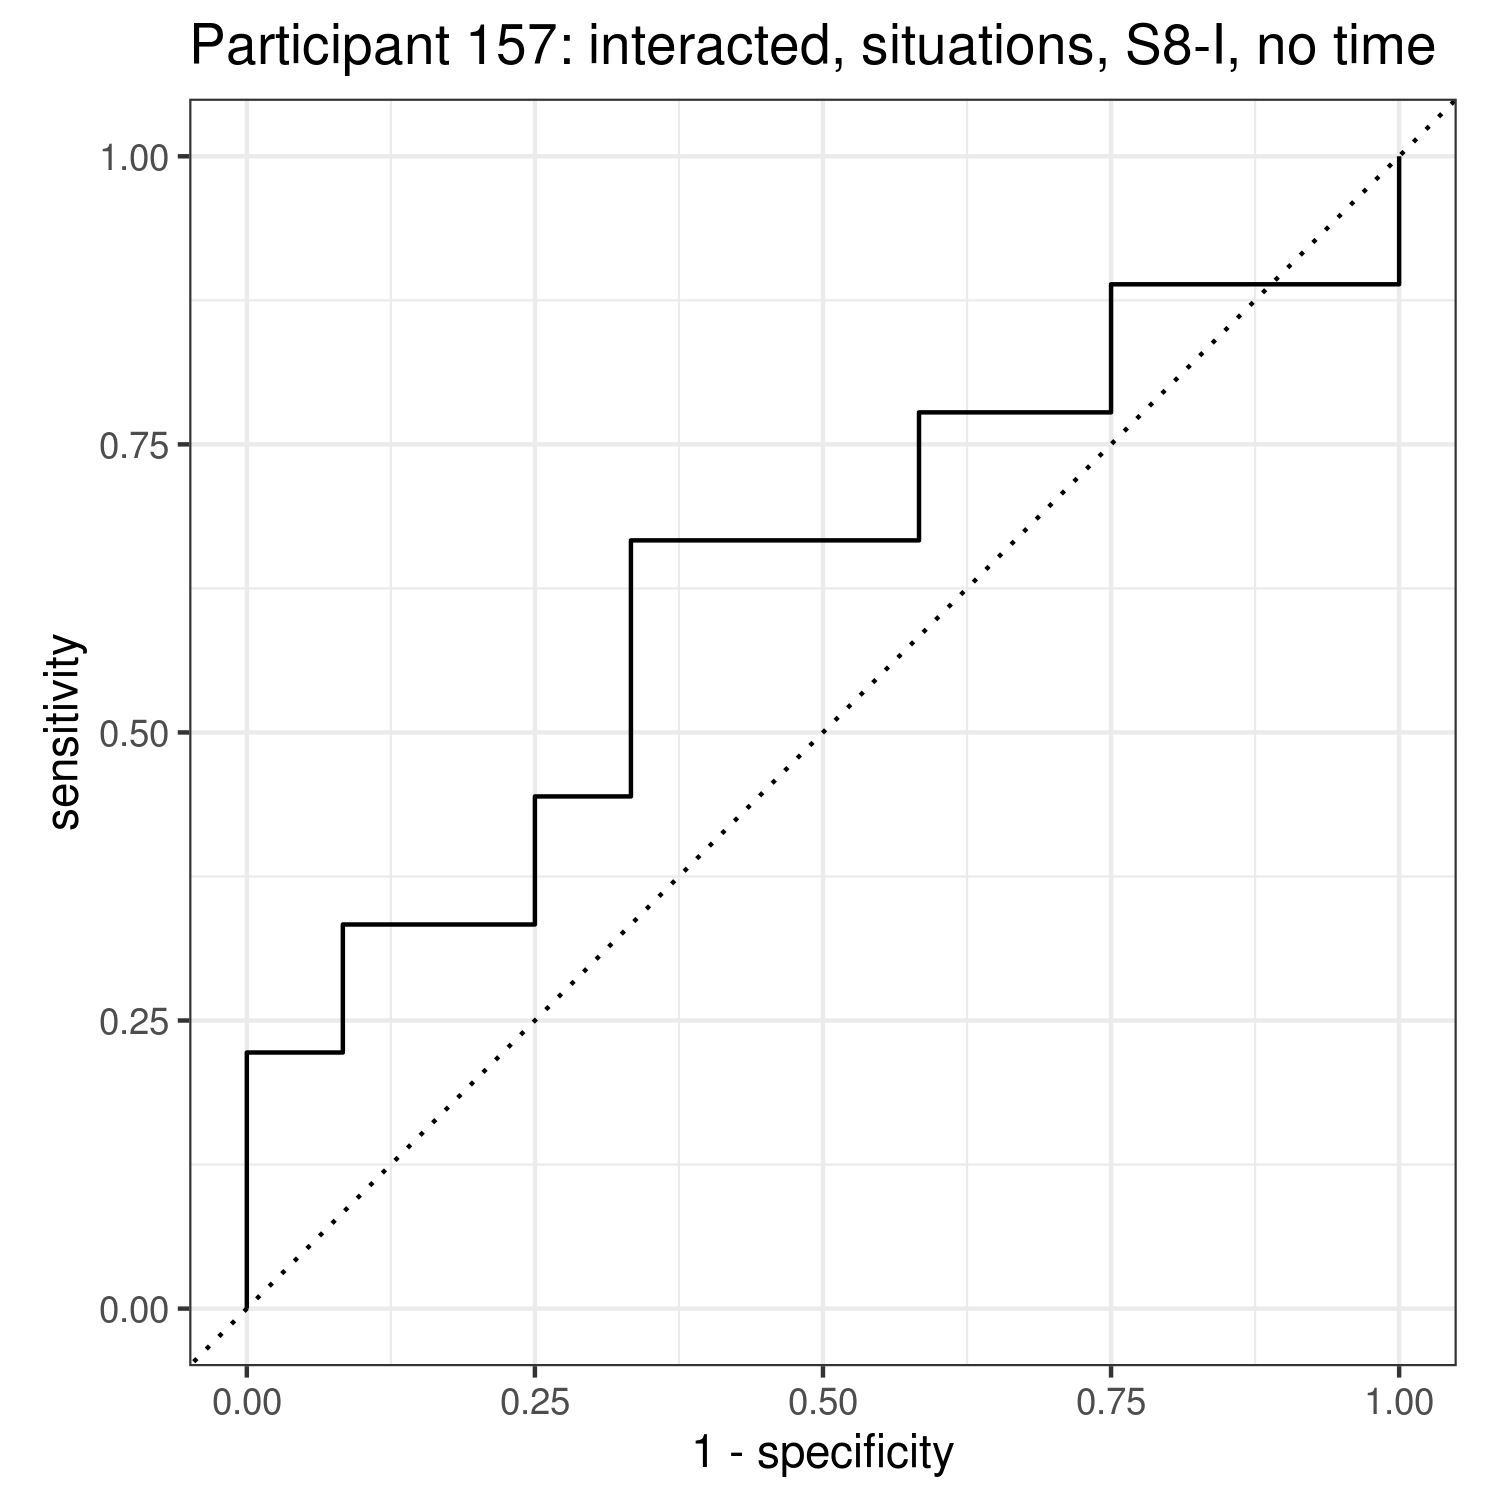 Participant 157: interacted, situations, S8-I, no time
1.00
0.75
0.50
0.25
0.00
sensitivity
0.00 0.25 0.50 0.75 1.00
1 - specificity